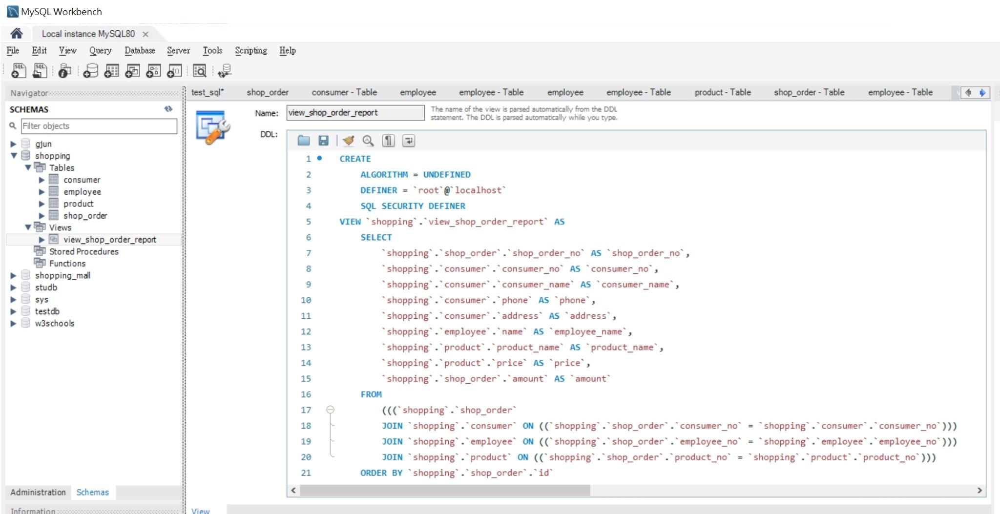 MySQL Workbench
Local instance MySQL80
File Edit View Query Database Server Tools Scripting Help
Navigator
SCHEMAS
Filter objects
gjun
shopping
Tables
consumer
employee
product
shop_order
Views
view_shop_order_report
Stored Procedures
Functions
shopping_mall
studb
sys
testdb
w3schools
Administration Schemas
Information
test_sql* shop_order consumer - Table employee employee - Table employee employee - Table product - Table shop_order - Table employee - Table
Name: view_shop_order_report
The name of the view is parsed automatically from the DDL
statement. The DDL is parsed automatically while you type.
DDL:
1 CREATE
2 ALGORITHM = UNDEFINED
3 DEFINER = `root`@`localhost`
4 SQL SECURITY DEFINER
5 VIEW `shopping`.`view_shop_order_report` AS
6 SELECT
7 `shopping`.`shop_order`.`shop_order_no` AS `shop_order_no`,
8 `shopping`.`consumer`.`consumer_no` AS `consumer_no`,
9 `shopping`.`consumer`.`consumer_name` AS `consumer_name`,
10 `shopping`.`consumer`.`phone` AS `phone`,
11 `shopping`.`consumer`.`address` AS `address`,
12 `shopping`.`employee`.`name` AS `employee_name`,
13 `shopping`.`product`.`product_name` AS `product_name`,
14 `shopping`.`product`.`price` AS `price`,
15 `shopping`.`shop_order`.`amount` AS `amount`
16 FROM
17 (((`shopping`.`shop_order`
18 JOIN `shopping`.`consumer` ON ((`shopping`.`shop_order`.`consumer_no` = `shopping`.`consumer`.`consumer_no`)))
19 JOIN `shopping`.`employee` ON ((`shopping`.`shop_order`.`employee_no` = `shopping`.`employee`.`employee_no`)))
20 JOIN `shopping`.`product` ON ((`shopping`.`shop_order`.`product_no` = `shopping`.`product`.`product_no`)))
21 ORDER BY `shopping`.`shop_order`.`id`
View